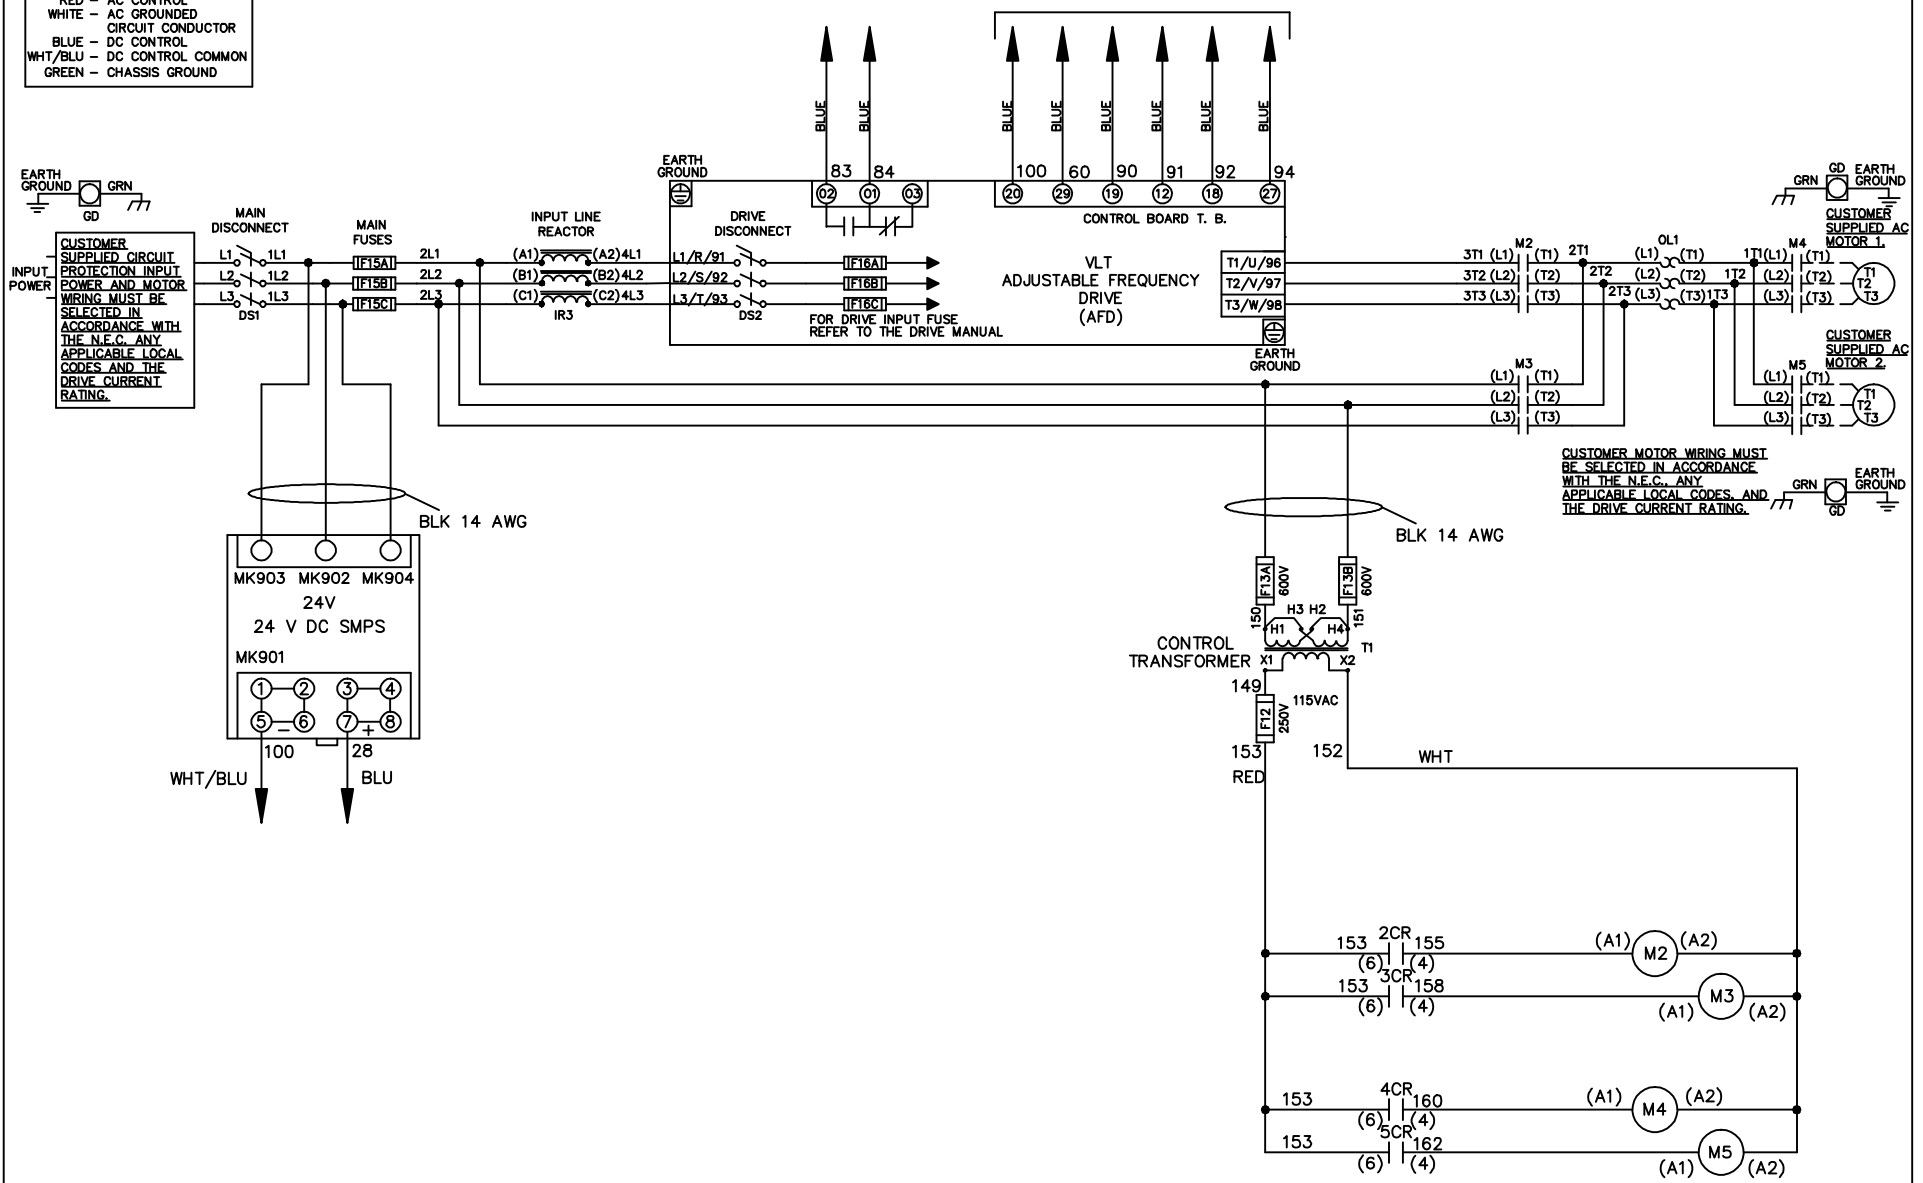 RED – AC CONTROL
WHITE – AC GROUNDED
CIRCUIT CONDUCTOR
BLUE – DC CONTROL
WHT/BLU – DC CONTROL COMMON
GREEN – CHASSIS GROUND
BLUE
BLUE
BLUE
BLUE
BLUE
BLUE
BLUE
BLUE
EARTH
GROUND
GRN
GD
CUSTOMER
SUPPLIED CIRCUIT
PROTECTION INPUT
POWER AND MOTOR
WIRING MUST BE
SELECTED IN
ACCORDANCE WITH
THE N.E.C. ANY
APPLICABLE LOCAL
CODES AND THE
DRIVE CURRENT
RATING.
INPUT
POWER
MAIN
DISCONNECT
L1 1L1
L2 1L2
L3 1L3
DS1
MAIN
FUSES
F15A
F15B
F15C
2L1
2L2
2L3
INPUT LINE
REACTOR
(A1) (A2) 4L1
(B1) (B2) 4L2
(C1) (C2) 4L3
IR3
EARTH
GROUND
L1/R/91
L2/S/92
L3/T/93
DRIVE
DISCONNECT
DS2
83 84
02 01 03
F16A
F16B
F16C
FOR DRIVE INPUT FUSE
REFER TO THE DRIVE MANUAL
100 60 90 91 92 94
20 29 19 12 18 27
CONTROL BOARD T. B.
VLT
ADJUSTABLE FREQUENCY
DRIVE
(AFD)
T1/U/96
T2/V/97
T3/W/98
EARTH
GROUND
M2
3T1 (L1) (T1) 2T1
3T2 (L2) (T2) 2T2
3T3 (L3) (T3) 2T3
OL1
(L1) (T1) 1T1
(L2) (T2) 1T2
(L3) (T3) 1T3
M4
(L1) (T1)
(L2) (T2)
(L3) (T3)
T1
T2
T3
GD
GRN
EARTH
GROUND
CUSTOMER
SUPPLIED AC
MOTOR 1.
M3
(L1) (T1)
(L2) (T2)
(L3) (T3)
CUSTOMER
SUPPLIED AC
MOTOR 2.
M5
(L1) (T1)
(L2) (T2)
(L3) (T3)
T1
T2
T3
CUSTOMER MOTOR WIRING MUST
BE SELECTED IN ACCORDANCE
WITH THE N.E.C., ANY
APPLICABLE LOCAL CODES, AND
THE DRIVE CURRENT RATING.
GRN
GD
EARTH
GROUND
BLK 14 AWG
MK903 MK902 MK904
24V
24 V DC SMPS
MK901
1 2 3 4
5 6 7 8
– +
100 28
WHT/BLU BLU
BLK 14 AWG
F13A
600V
F13B
600V
150
151
H3 H2
H1 H4
T1
CONTROL
TRANSFORMER
X1 X2
149
115VAC
F12
250V
153 152
RED
WHT
2CR
153 155
(6) (4)
(A1) M2 (A2)
3CR
153 158
(6) (4)
(A1) M3 (A2)
4CR
153 160
(6) (4)
(A1) M4 (A2)
5CR
153 162
(6) (4)
(A1) M5 (A2)